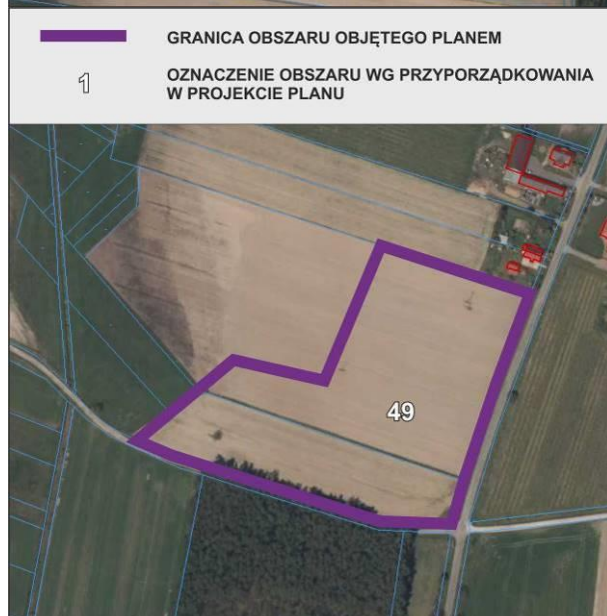 GRANICA OBSZARU OBJĘTEGO PLANEM
1
OZNACZENIE OBSZARU WG PRZYPORZĄDKOWANIA
W PROJEKCIE PLANU
49